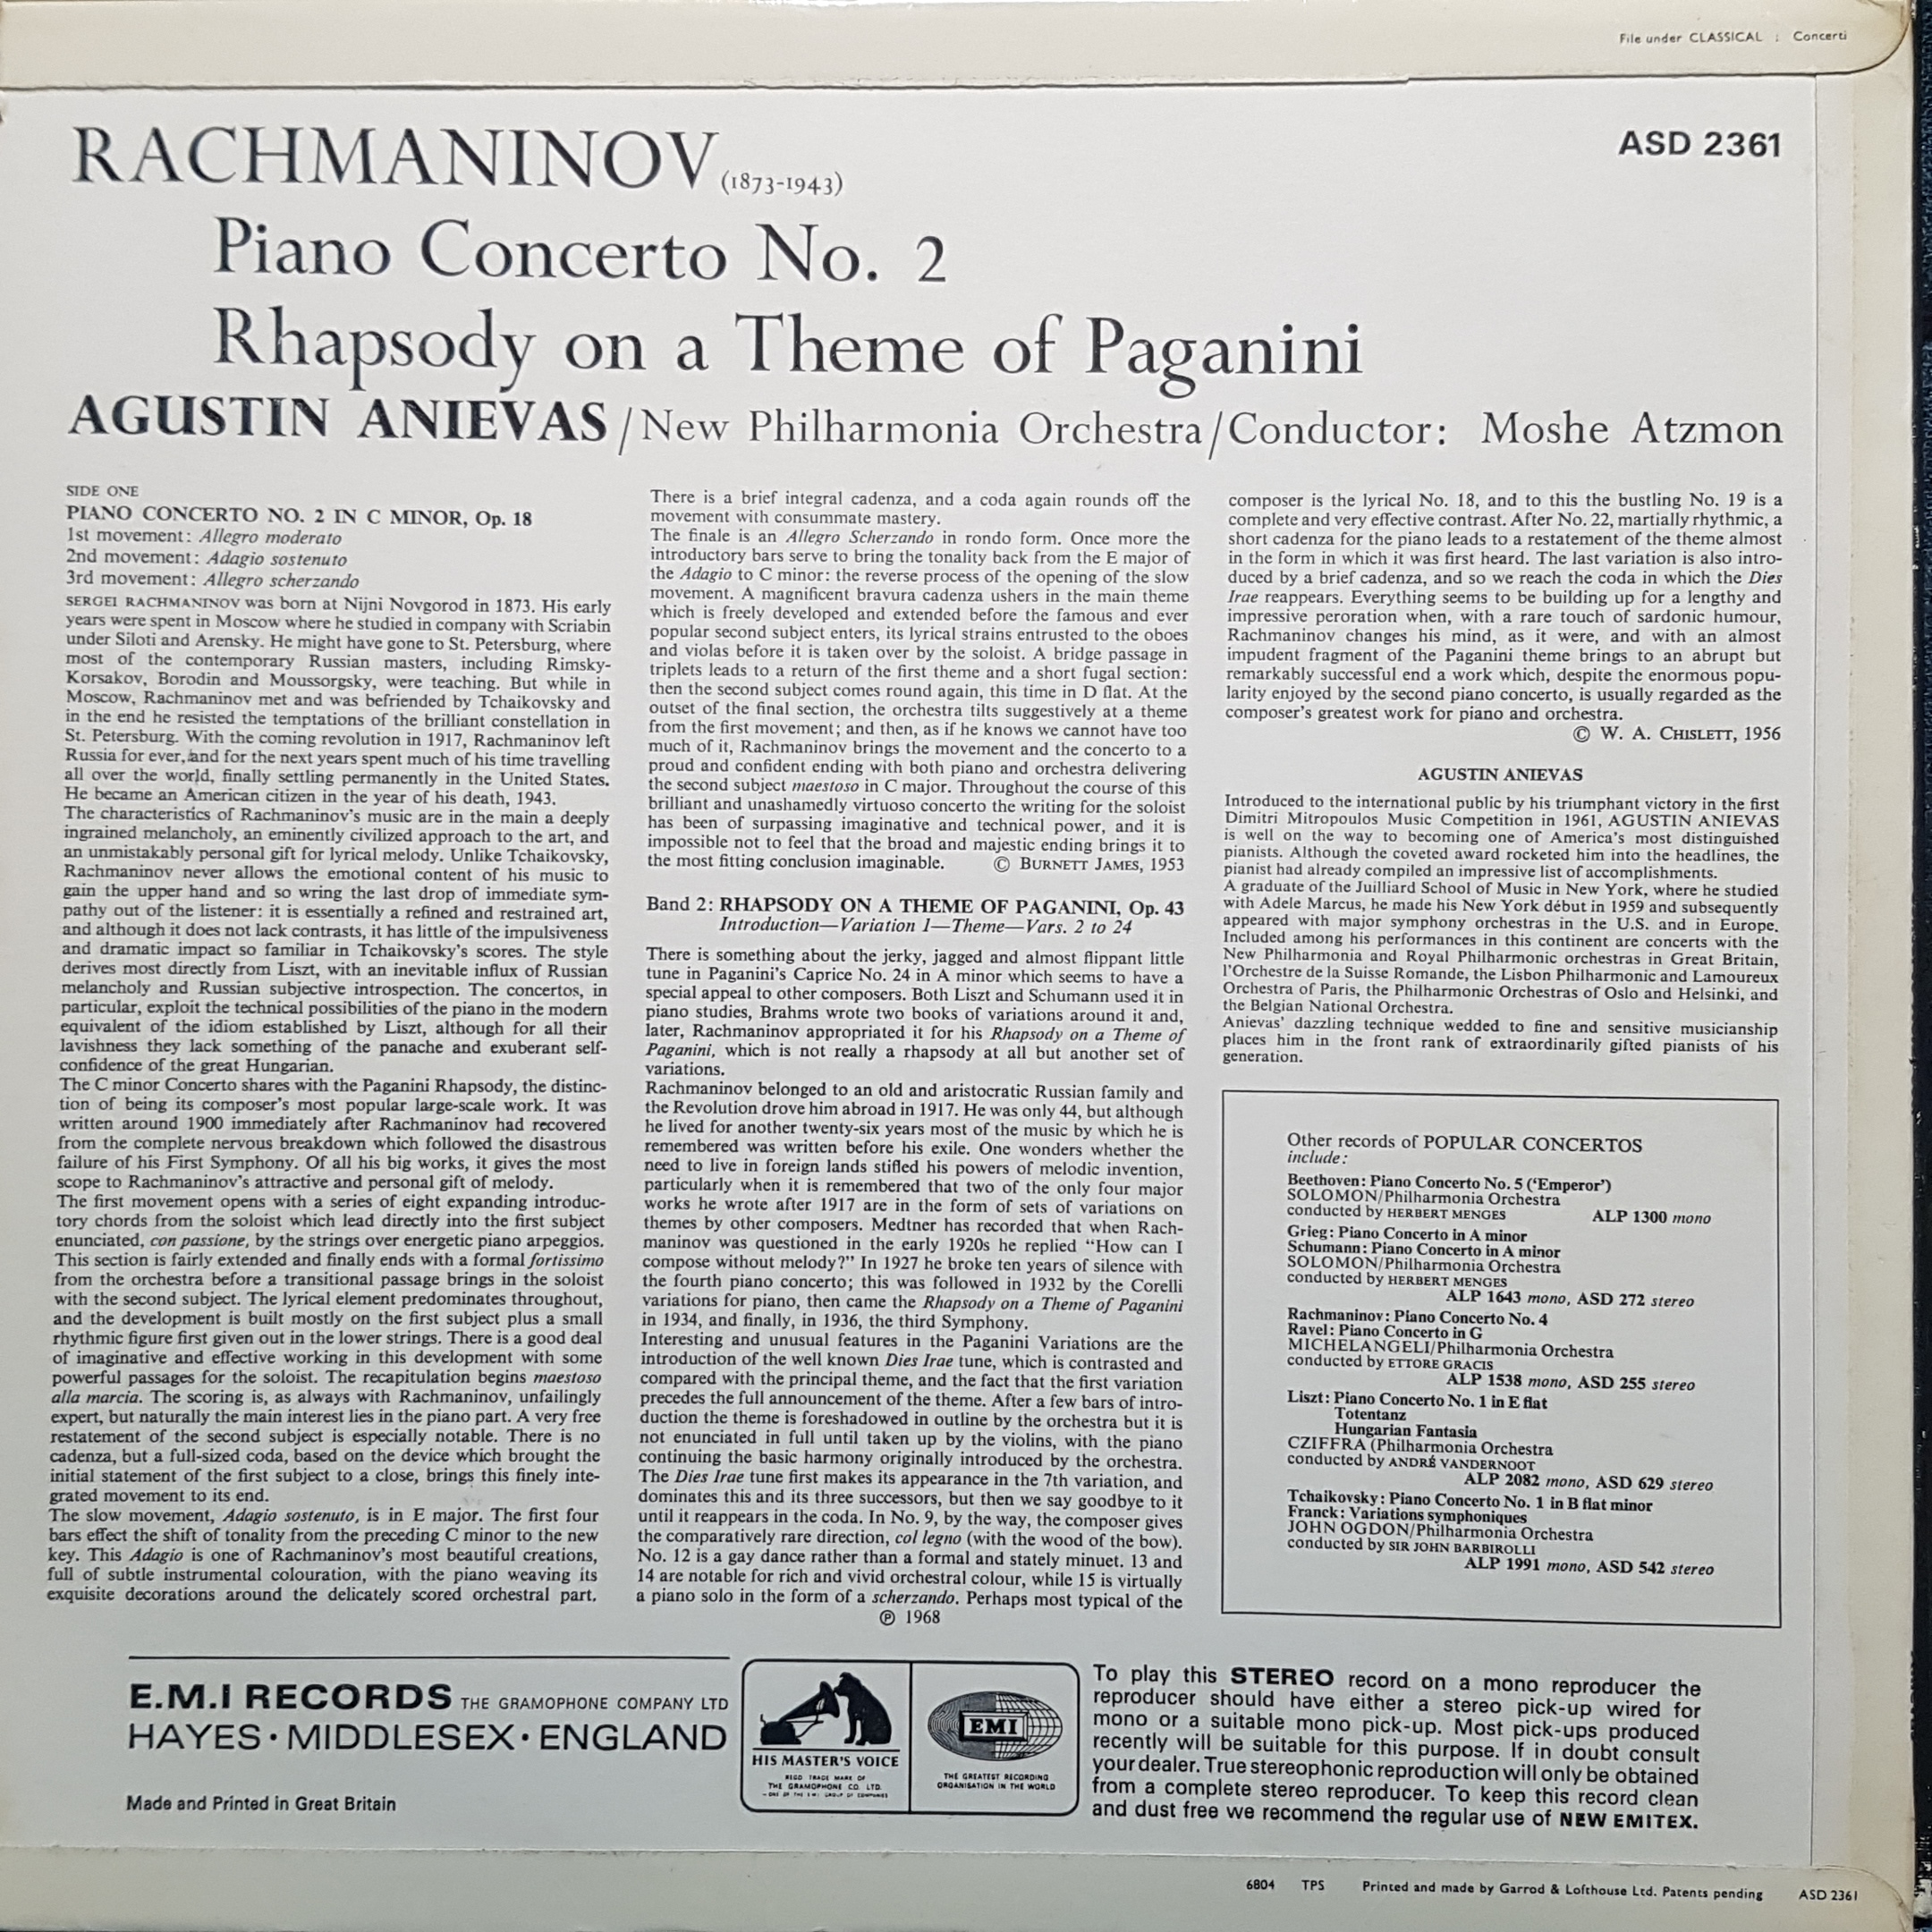 File under CLASSICAL : Concerti
RACHMANINOV (1873-1943)
ASD 2361
Piano Concerto No. 2
Rhapsody on a Theme of Paganini
AGUSTIN ANIEVAS/New Philharmonia Orchestra/Conductor: Moshe Atzmon
SIDE ONE
PIANO CONCERTO NO. 2 IN C MINOR, Op. 18
1st movement: Allegro moderato
2nd movement: Adagio sostenuto
3rd movement: Allegro scherzando
SERGEI RACHMANINOV was born at Nijni Novgorod in 1873. His early
years were spent in Moscow where he studied in company with Scriabin
under Siloti and Arensky. He might have gone to St. Petersburg, where
most of the contemporary Russian masters, including Rimsky-
Korsakov, Borodin and Moussorgsky, were teaching. But while in
Moscow, Rachmaninov met and was befriended by Tchaikovsky and
in the end he resisted the temptations of the brilliant constellation in
St. Petersburg. With the coming revolution in 1917, Rachmaninov left
Russia for ever, and for the next years spent much of his time travelling
all over the world, finally settling permanently in the United States.
He became an American citizen in the year of his death, 1943.
The characteristics of Rachmaninov's music are in the main a deeply
ingrained melancholy, an eminently civilized approach to the art, and
an unmistakably personal gift for lyrical melody. Unlike Tchaikovsky,
Rachmaninov never allows the emotional content of his music to
gain the upper hand and so wring the last drop of immediate sym-
pathy out of the listener: it is essentially a refined and restrained art,
and although it does not lack contrasts, it has little of the impulsiveness
and dramatic impact so familiar in Tchaikovsky's scores. The style
derives most directly from Liszt, with an inevitable influx of Russian
melancholy and Russian subjective introspection. The concertos, in
particular, exploit the technical possibilities of the piano in the modern
equivalent of the idiom established by Liszt, although for all their
lavishness they lack something of the panache and exuberant self-
confidence of the great Hungarian.
The C minor Concerto shares with the Paganini Rhapsody, the distinc-
tion of being its composer's most popular large-scale work. It was
written around 1900 immediately after Rachmaninov had recovered
from the complete nervous breakdown which followed the disastrous
failure of his First Symphony. Of all his big works, it gives the most
scope to Rachmaninov's attractive and personal gift of melody.
The first movement opens with a series of eight expanding introduc-
tory chords from the soloist which lead directly into the first subject
enunciated, con passione, by the strings over energetic piano arpeggios.
This section is fairly extended and finally ends with a formal fortissimo
from the orchestra before a transitional passage brings in the soloist
with the second subject. The lyrical element predominates throughout,
and the development is built mostly on the first subject plus a small
rhythmic figure first given out in the lower strings. There is a good deal
of imaginative and effective working in this development with some
powerful passages for the soloist. The recapitulation begins maestoso
alla marcia. The scoring is, as always with Rachmaninov, unfailingly
expert, but naturally the main interest lies in the piano part. A very free
restatement of the second subject is especially notable. There is no
cadenza, but a full-sized coda, based on the device which brought the
initial statement of the first subject to a close, brings this finely inte-
grated movement to its end.
The slow movement, Adagio sostenuto, is in E major. The first four
bars effect the shift of tonality from the preceding C minor to the new
key. This Adagio is one of Rachmaninov's most beautiful creations,
full of subtle instrumental colouration, with the piano weaving its
exquisite decorations around the delicately scored orchestral part.
There is a brief integral cadenza, and a coda again rounds off the
movement with consummate mastery.
The finale is an Allegro Scherzando in rondo form. Once more the
introductory bars serve to bring the tonality back from the E major of
the Adagio to C minor: the reverse process of the opening of the slow
movement. A magnificent bravura cadenza ushers in the main theme
which is freely developed and extended before the famous and ever
popular second subject enters, its lyrical strains entrusted to the oboes
and violas before it is taken over by the soloist. A bridge passage in
triplets leads to a return of the first theme and a short fugal section:
then the second subject comes round again, this time in D flat. At the
outset of the final section, the orchestra tilts suggestively at a theme
from the first movement; and then, as if he knows we cannot have too
much of it, Rachmaninov brings the movement and the concerto to a
proud and confident ending with both piano and orchestra delivering
the second subject maestoso in C major. Throughout the course of this
brilliant and unashamedly virtuoso concerto the writing for the soloist
has been of surpassing imaginative and technical power, and it is
impossible not to feel that the broad and majestic ending brings it to
the most fitting conclusion imaginable. © BURNETT JAMES, 1953
Band 2: RHAPSODY ON A THEME OF PAGANINI, Op. 43
Introduction—Variation 1—Theme—Vars. 2 to 24
There is something about the jerky, jagged and almost flippant little
tune in Paganini's Caprice No. 24 in A minor which seems to have a
special appeal to other composers. Both Liszt and Schumann used it in
piano studies, Brahms wrote two books of variations around it and,
later, Rachmaninov appropriated it for his Rhapsody on a Theme of
Paganini, which is not really a rhapsody at all but another set of
variations.
Rachmaninov belonged to an old and aristocratic Russian family and
the Revolution drove him abroad in 1917. He was only 44, but although
he lived for another twenty-six years most of the music by which he is
remembered was written before his exile. One wonders whether the
need to live in foreign lands stifled his powers of melodic invention,
particularly when it is remembered that two of the only four major
works he wrote after 1917 are in the form of sets of variations on
themes by other composers. Medtner has recorded that when Rach-
maninov was questioned in the early 1920s he replied "How can I
compose without melody?" In 1927 he broke ten years of silence with
the fourth piano concerto; this was followed in 1932 by the Corelli
variations for piano, then came the Rhapsody on a Theme of Paganini
in 1934, and finally, in 1936, the third Symphony.
Interesting and unusual features in the Paganini Variations are the
introduction of the well known Dies Irae tune, which is contrasted and
compared with the principal theme, and the fact that the first variation
precedes the full announcement of the theme. After a few bars of intro-
duction the theme is foreshadowed in outline by the orchestra but it is
not enunciated in full until taken up by the violins, with the piano
continuing the basic harmony originally introduced by the orchestra.
The Dies Irae tune first makes its appearance in the 7th variation, and
dominates this and its three successors, but then we say goodbye to it
until it reappears in the coda. In No. 9, by the way, the composer gives
the comparatively rare direction, col legno (with the wood of the bow).
No. 12 is a gay dance rather than a formal and stately minuet. 13 and
14 are notable for rich and vivid orchestral colour, while 15 is virtually
a piano solo in the form of a scherzando. Perhaps most typical of the
℗ 1968
composer is the lyrical No. 18, and to this the bustling No. 19 is a
complete and very effective contrast. After No. 22, martially rhythmic, a
short cadenza for the piano leads to a restatement of the theme almost
in the form in which it was first heard. The last variation is also intro-
duced by a brief cadenza, and so we reach the coda in which the Dies
Irae reappears. Everything seems to be building up for a lengthy and
impressive peroration when, with a rare touch of sardonic humour,
Rachmaninov changes his mind, as it were, and with an almost
impudent fragment of the Paganini theme brings to an abrupt but
remarkably successful end a work which, despite the enormous popu-
larity enjoyed by the second piano concerto, is usually regarded as the
composer's greatest work for piano and orchestra.
© W. A. CHISLETT, 1956
AGUSTIN ANIEVAS
Introduced to the international public by his triumphant victory in the first
Dimitri Mitropoulos Music Competition in 1961, AGUSTIN ANIEVAS
is well on the way to becoming one of America's most distinguished
pianists. Although the coveted award rocketed him into the headlines, the
pianist had already compiled an impressive list of accomplishments.
A graduate of the Juilliard School of Music in New York, where he studied
with Adele Marcus, he made his New York début in 1959 and subsequently
appeared with major symphony orchestras in the U.S. and in Europe.
Included among his performances in this continent are concerts with the
New Philharmonia and Royal Philharmonic orchestras in Great Britain,
l'Orchestre de la Suisse Romande, the Lisbon Philharmonic and Lamoureux
Orchestra of Paris, the Philharmonic Orchestras of Oslo and Helsinki, and
the Belgian National Orchestra.
Anievas' dazzling technique wedded to fine and sensitive musicianship
places him in the front rank of extraordinarily gifted pianists of his
generation.
Other records of POPULAR CONCERTOS
include:
Beethoven: Piano Concerto No. 5 ('Emperor')
SOLOMON/Philharmonia Orchestra
conducted by HERBERT MENGES ALP 1300 mono
Grieg: Piano Concerto in A minor
Schumann: Piano Concerto in A minor
SOLOMON/Philharmonia Orchestra
conducted by HERBERT MENGES
ALP 1643 mono, ASD 272 stereo
Rachmaninov: Piano Concerto No. 4
Ravel: Piano Concerto in G
MICHELANGELI/Philharmonia Orchestra
conducted by ETTORE GRACIS
ALP 1538 mono, ASD 255 stereo
Liszt: Piano Concerto No. 1 in E flat
Totentanz
Hungarian Fantasia
CZIFFRA (Philharmonia Orchestra
conducted by ANDRÉ VANDERNOOT
ALP 2082 mono, ASD 629 stereo
Tchaikovsky: Piano Concerto No. 1 in B flat minor
Franck: Variations symphoniques
JOHN OGDON/Philharmonia Orchestra
conducted by SIR JOHN BARBIROLLI
ALP 1991 mono, ASD 542 stereo
E.M.I RECORDS THE GRAMOPHONE COMPANY LTD
HAYES · MIDDLESEX · ENGLAND
Made and Printed in Great Britain
HIS MASTER'S VOICE
REGD TRADE MARK OF
THE GRAMOPHONE CO. LTD.
- ONE OF THE E.M.I GROUP OF COMPANIES
EMI
THE GREATEST RECORDING
ORGANISATION IN THE WORLD
To play this STEREO record on a mono reproducer the
reproducer should have either a stereo pick-up wired for
mono or a suitable mono pick-up. Most pick-ups produced
recently will be suitable for this purpose. If in doubt consult
your dealer. True stereophonic reproduction will only be obtained
from a complete stereo reproducer. To keep this record clean
and dust free we recommend the regular use of NEW EMITEX.
6804 TPS Printed and made by Garrod & Lofthouse Ltd. Patents pending ASD 2361